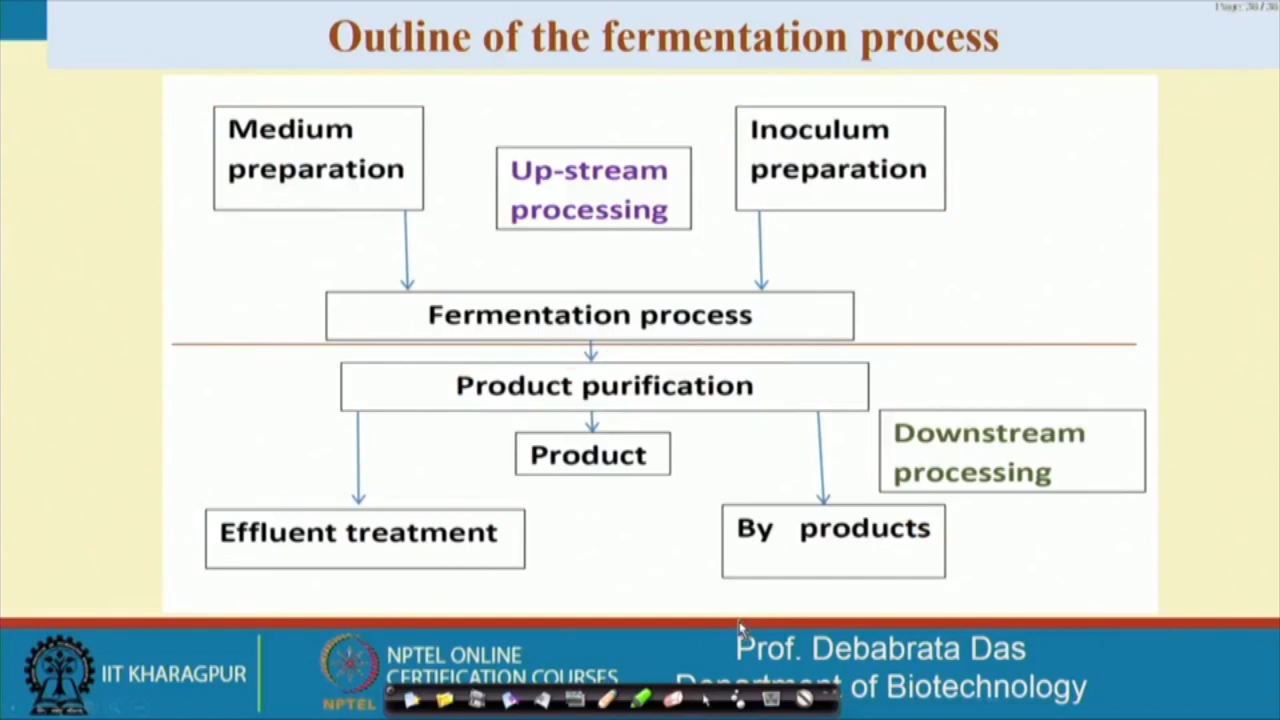 Outline of the fermentation process
Medium
preparation
Up-stream
processing
Inoculum
preparation
Fermentation process
Product purification
Product
Downstream
processing
Effluent treatment
By products
IIT KHARAGPUR
NPTEL
NPTEL ONLINE
CERTIFICATION COURSES
Prof. Debabrata Das
of Biotechnology